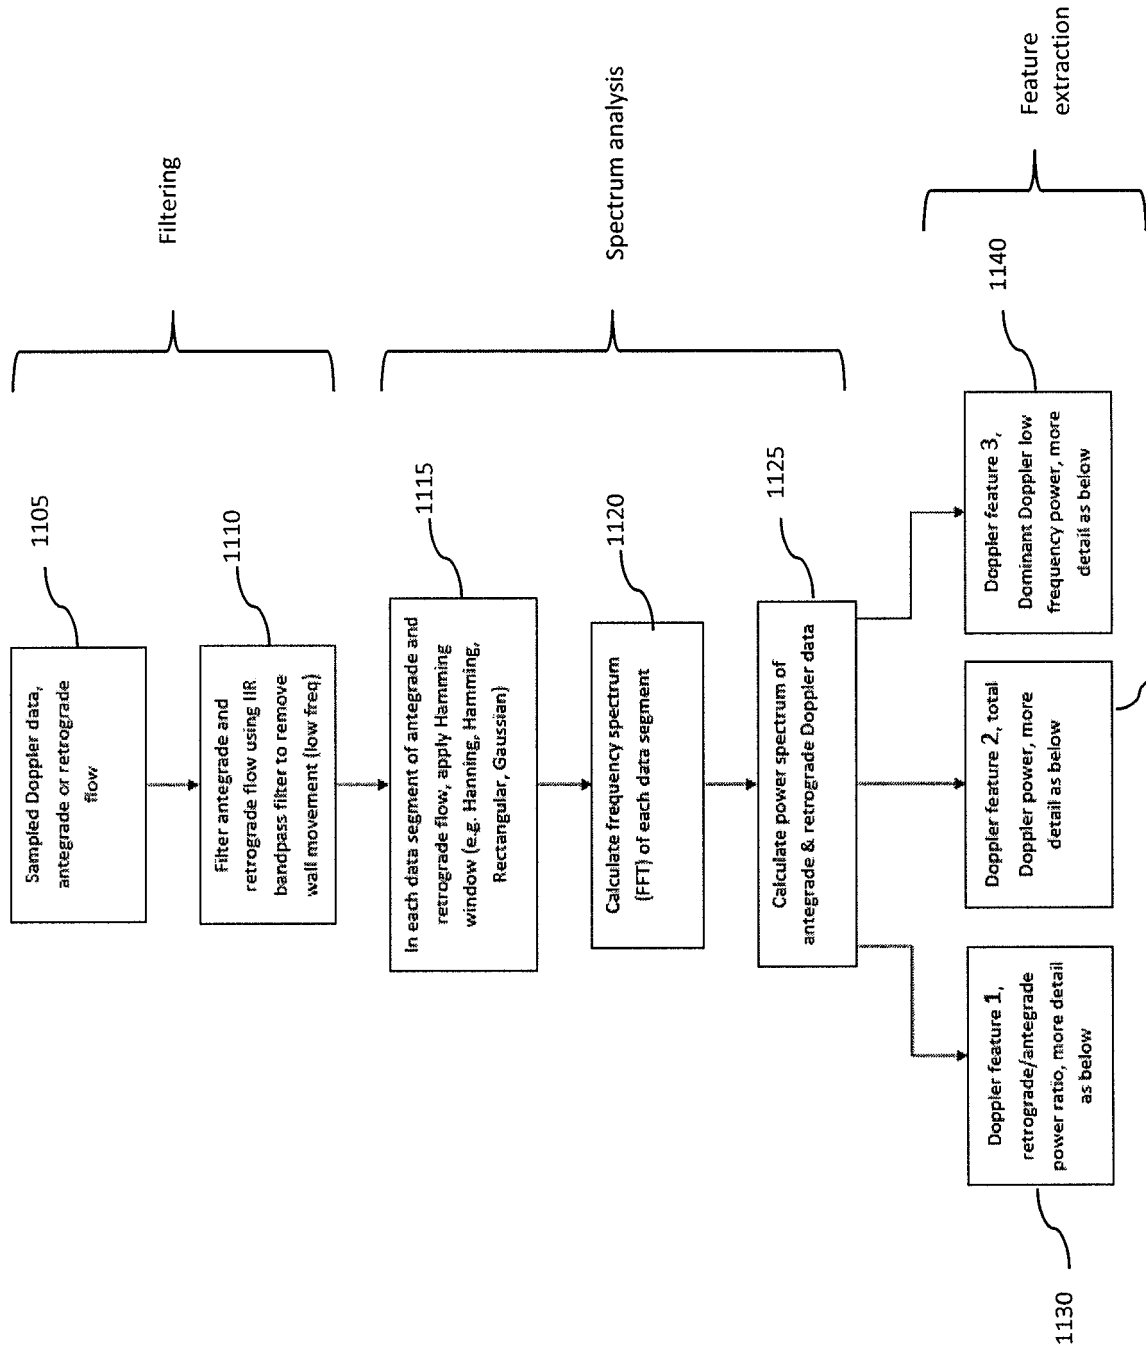 Sampled Doppler data,
antegrade or retrograde
flow
1105
Filter antegrade and
retrograde flow using IIR
bandpass filter to remove
wall movement (low freq)
1110
Filtering
In each data segment of antegrade and
retrograde flow, apply Hamming
window (e.g. Hanning, Hamming,
Rectangular, Gaussian)
1115
Calculate frequency spectrum
(FFT) of each data segment
1120
Calculate power spectrum of
antegrade & retrograde Doppler data
1125
Spectrum analysis
Doppler feature 1,
retrograde/antegrade
power ratio, more detail
as below
1130
Doppler feature 2, total
Doppler power, more
detail as below
Doppler feature 3,
Dominant Doppler low
frequency power, more
detail as below
1140
Feature
extraction